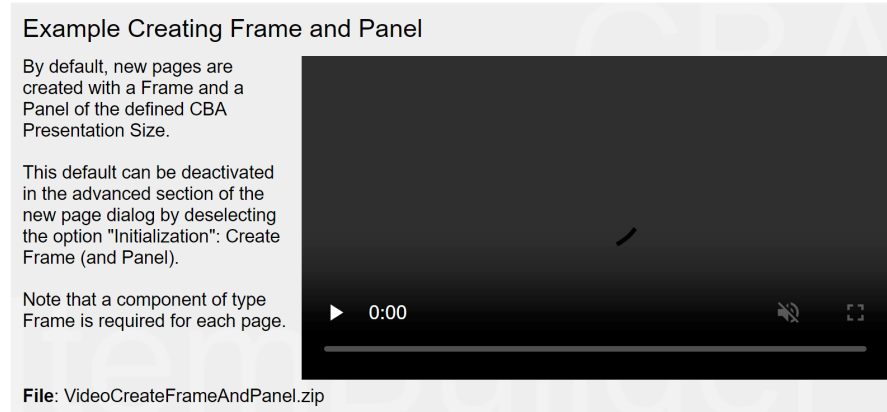 Example Creating Frame and Panel
By default, new pages are
created with a Frame and a
Panel of the defined CBA
Presentation Size.
This default can be deactivated
in the advanced section of the
new page dialog by deselecting
the option "Initialization": Create
Frame (and Panel).
Note that a component of type
Frame is required for each page.
0:00
File: VideoCreateFrameAndPanel.zip